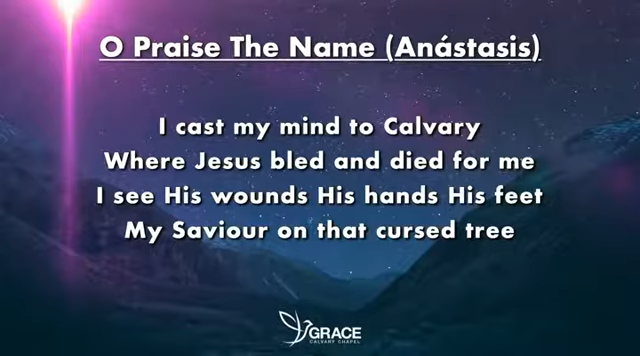 O Praise The Name (Anástasis)
I cast my mind to Calvary
Where Jesus bled and died for me
I see His wounds His hands His feet
My Saviour on that cursed tree
GRACE
CALVARY CHAPEL